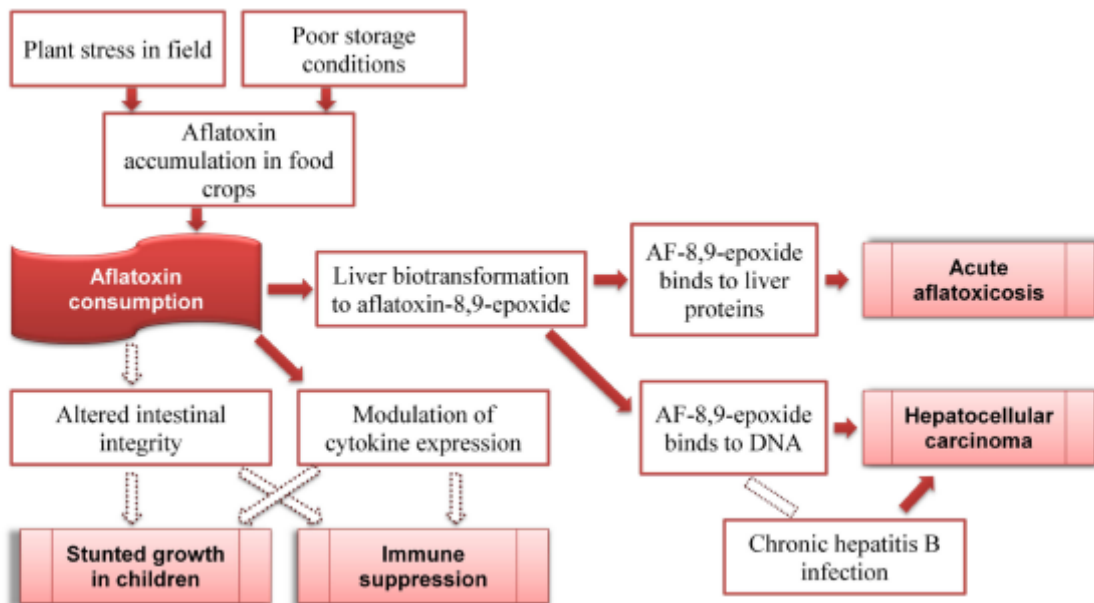 Plant stress in field
Poor storage
conditions
Aflatoxin
accumulation in food
crops
Aflatoxin
consumption
Liver biotransformation
to aflatoxin-8,9-epoxide
AF-8,9-epoxide
binds to liver
proteins
Acute
aflatoxicosis
Altered intestinal
integrity
Modulation of
cytokine expression
AF-8,9-epoxide
binds to DNA
Hepatocellular
carcinoma
Stunted growth
in children
Immune
suppression
Chronic hepatitis B
infection